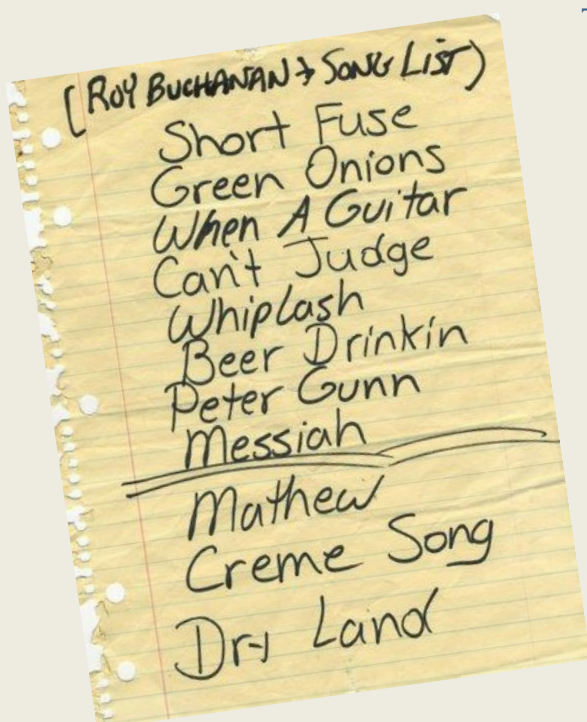 (ROY BUCHANAN → SONG LIST)
Short Fuse
Green Onions
When A Guitar
Can't Judge
Whiplash
Beer Drinkin
Peter Gunn
Messiah
Mathew
Creme Song
Dry Land